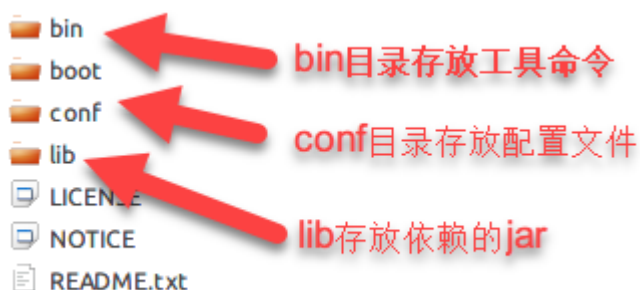 bin
bin目录存放工具命令
boot
conf
conf目录存放配置文件
lib
LICENSE
lib存放依赖的jar
NOTICE
README.txt